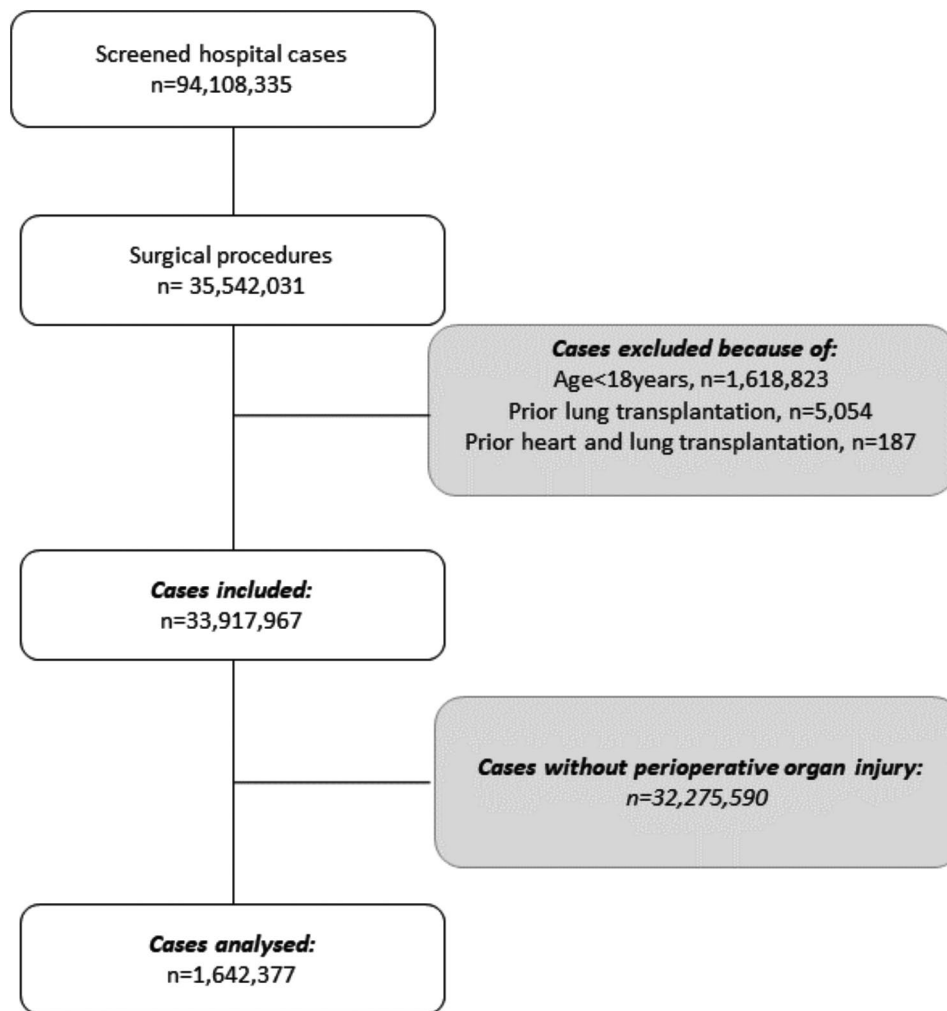 Screened hospital cases
n=94,108,335
Surgical procedures
n= 35,542,031
Cases excluded because of:
Age<18years, n=1,618,823
Prior lung transplantation, n=5,054
Prior heart and lung transplantation, n=187
Cases included:
n=33,917,967
Cases without perioperative organ injury:
n=32,275,590
Cases analysed:
n=1,642,377